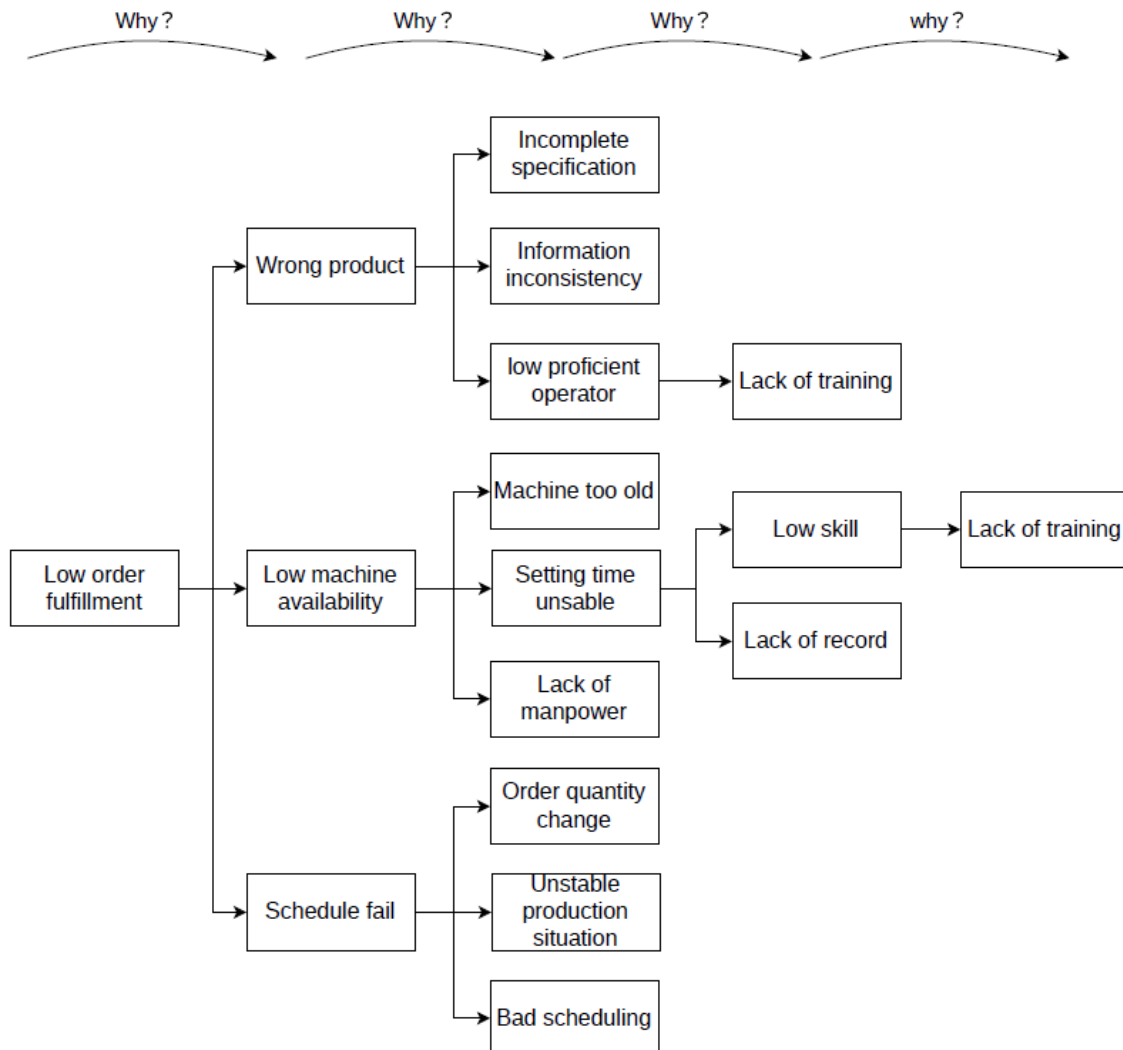 Why?
Why?
Why?
why?
Incomplete
specification
Wrong product
Information
inconsistency
low proficient
operator
Lack of training
Machine too old
Low skill
Lack of training
Low order
fulfillment
Low machine
availability
Setting time
unsable
Lack of record
Lack of
manpower
Order quantity
change
Schedule fail
Unstable
production
situation
Bad scheduling